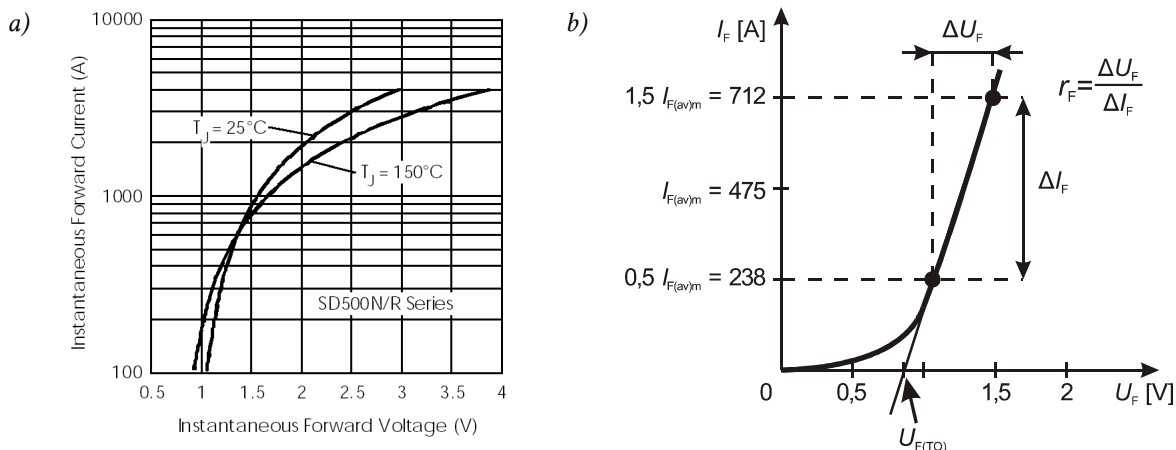 a)
10000
1000
100
Instantaneous Forward Current (A)
T_J = 25°C
T_J = 150°C
SD500N/R Series
0.5 1 1.5 2 2.5 3 3.5 4
Instantaneous Forward Voltage (V)
b)
I_F [A]
ΔU_F
r_F = ΔU_F / ΔI_F
1,5 I_F(av)m = 712
I_F(av)m = 475
ΔI_F
0,5 I_F(av)m = 238
0 0,5 1,5 2 U_F [V]
U_F(TO)